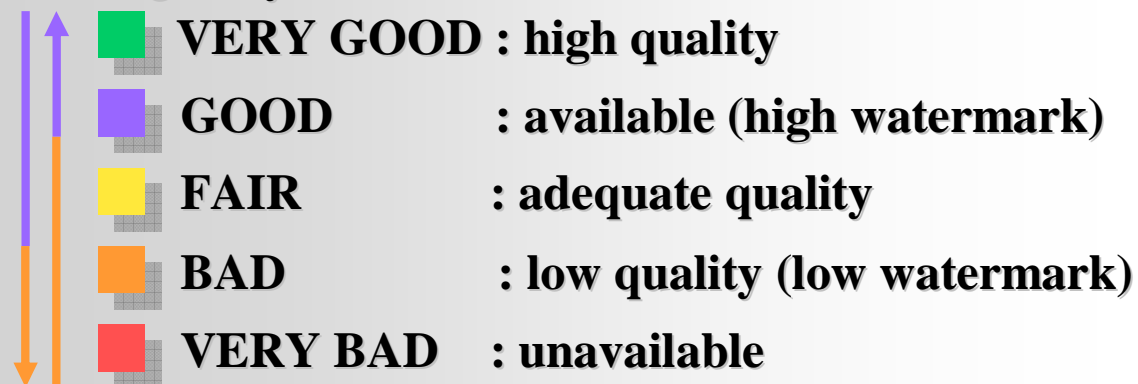 VERY GOOD : high quality
GOOD : available (high watermark)
FAIR : adequate quality
BAD : low quality (low watermark)
VERY BAD : unavailable